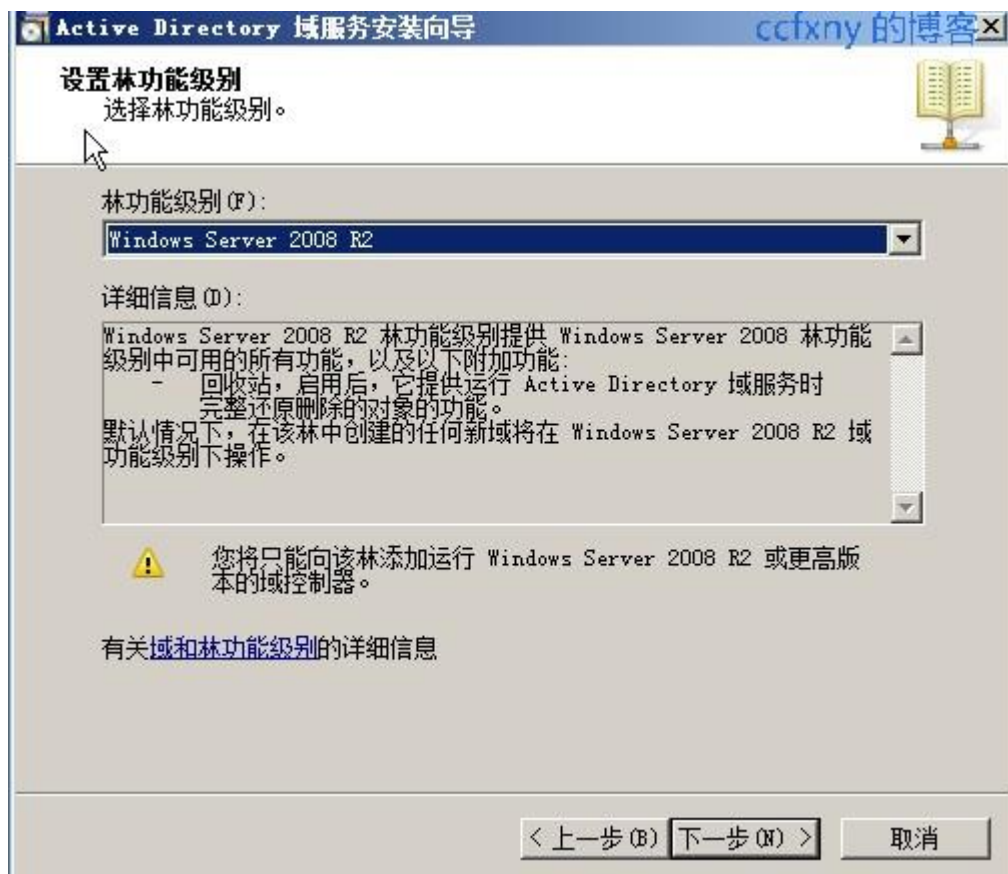 Active Directory 域服务安装向导
ccfxny 的博客
设置林功能级别
选择林功能级别。
林功能级别(F):
Windows Server 2008 R2
详细信息(D):
Windows Server 2008 R2 林功能级别提供 Windows Server 2008 林功能
级别中可用的所有功能，以及以下附加功能:
- 回收站，启用后，它提供运行 Active Directory 域服务时
完整还原删除的对象的功能。
默认情况下，在该林中创建的任何新域将在 Windows Server 2008 R2 域
功能级别下操作。
您将只能向该林添加运行 Windows Server 2008 R2 或更高版
本的域控制器。
有关域和林功能级别的详细信息
< 上一步(B)
下一步(N) >
取消